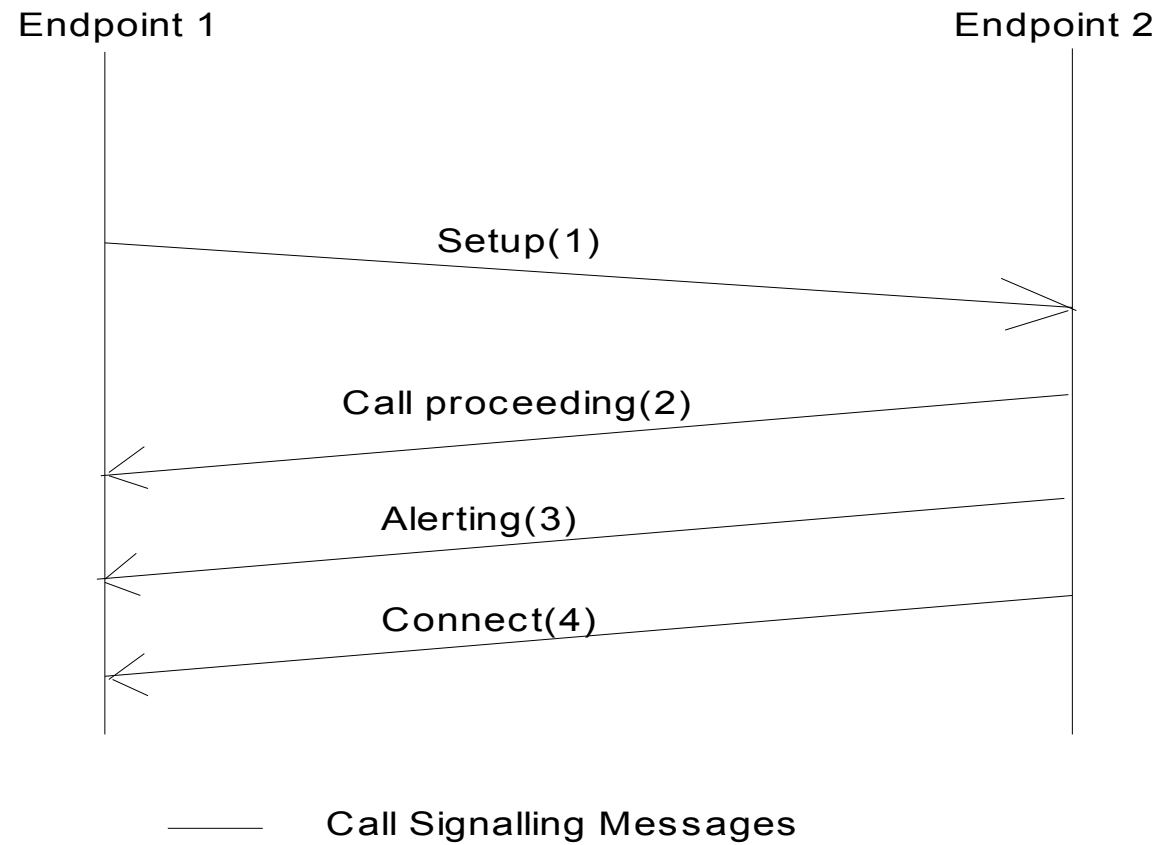 Endpoint 1
Endpoint 2
Setup(1)
Call proceeding(2)
Alerting(3)
Connect(4)
Call Signalling Messages